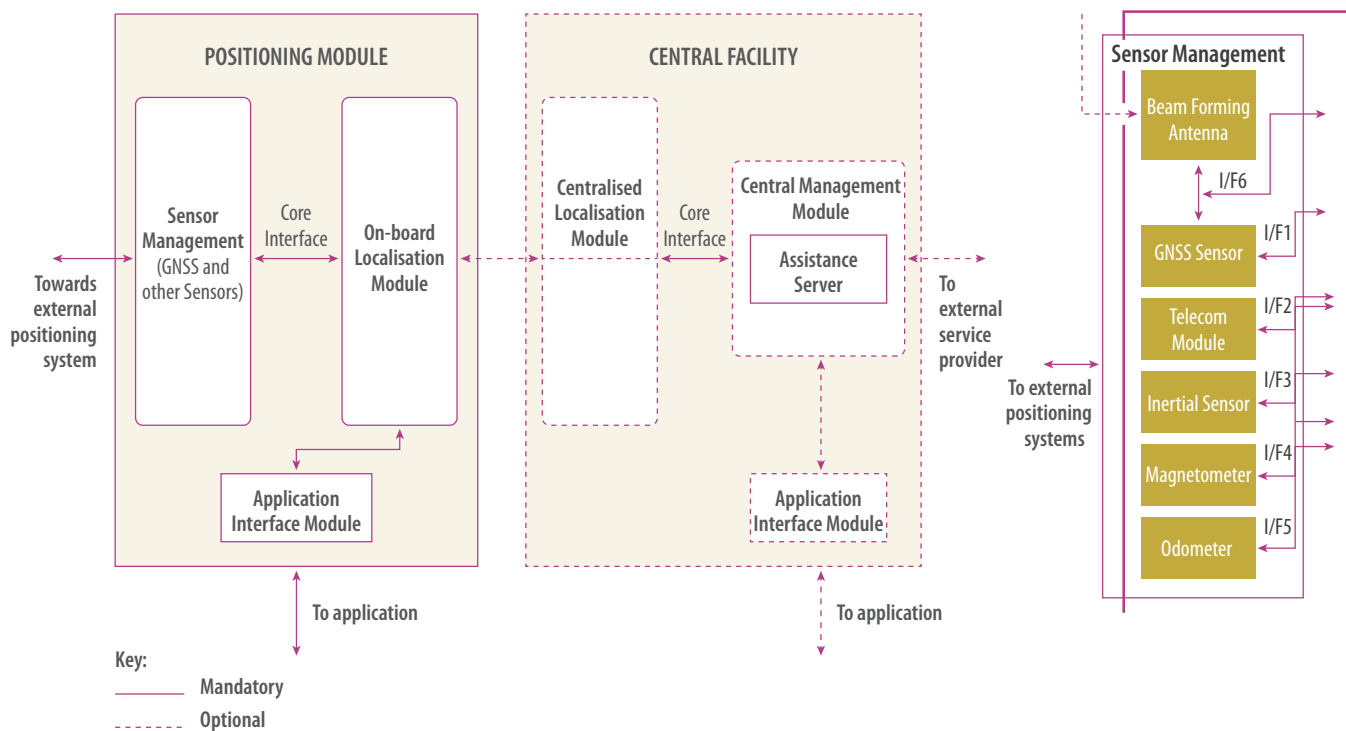 POSITIONING MODULE
Sensor
Management
(GNSS and
other Sensors)
Core
Interface
On-board
Localisation
Module
Towards
external
positioning
system
Application
Interface Module
To application
CENTRAL FACILITY
Centralised
Localisation
Module
Core
Interface
Central Management
Module
Assistance
Server
To
external
service
provider
Application
Interface Module
To application
Key:
Mandatory
Optional
Sensor Management
Beam Forming
Antenna
I/F6
I/F1
GNSS Sensor
I/F2
Telecom
Module
I/F3
Inertial Sensor
To external
positioning
systems
I/F4
Magnetometer
I/F5
Odometer